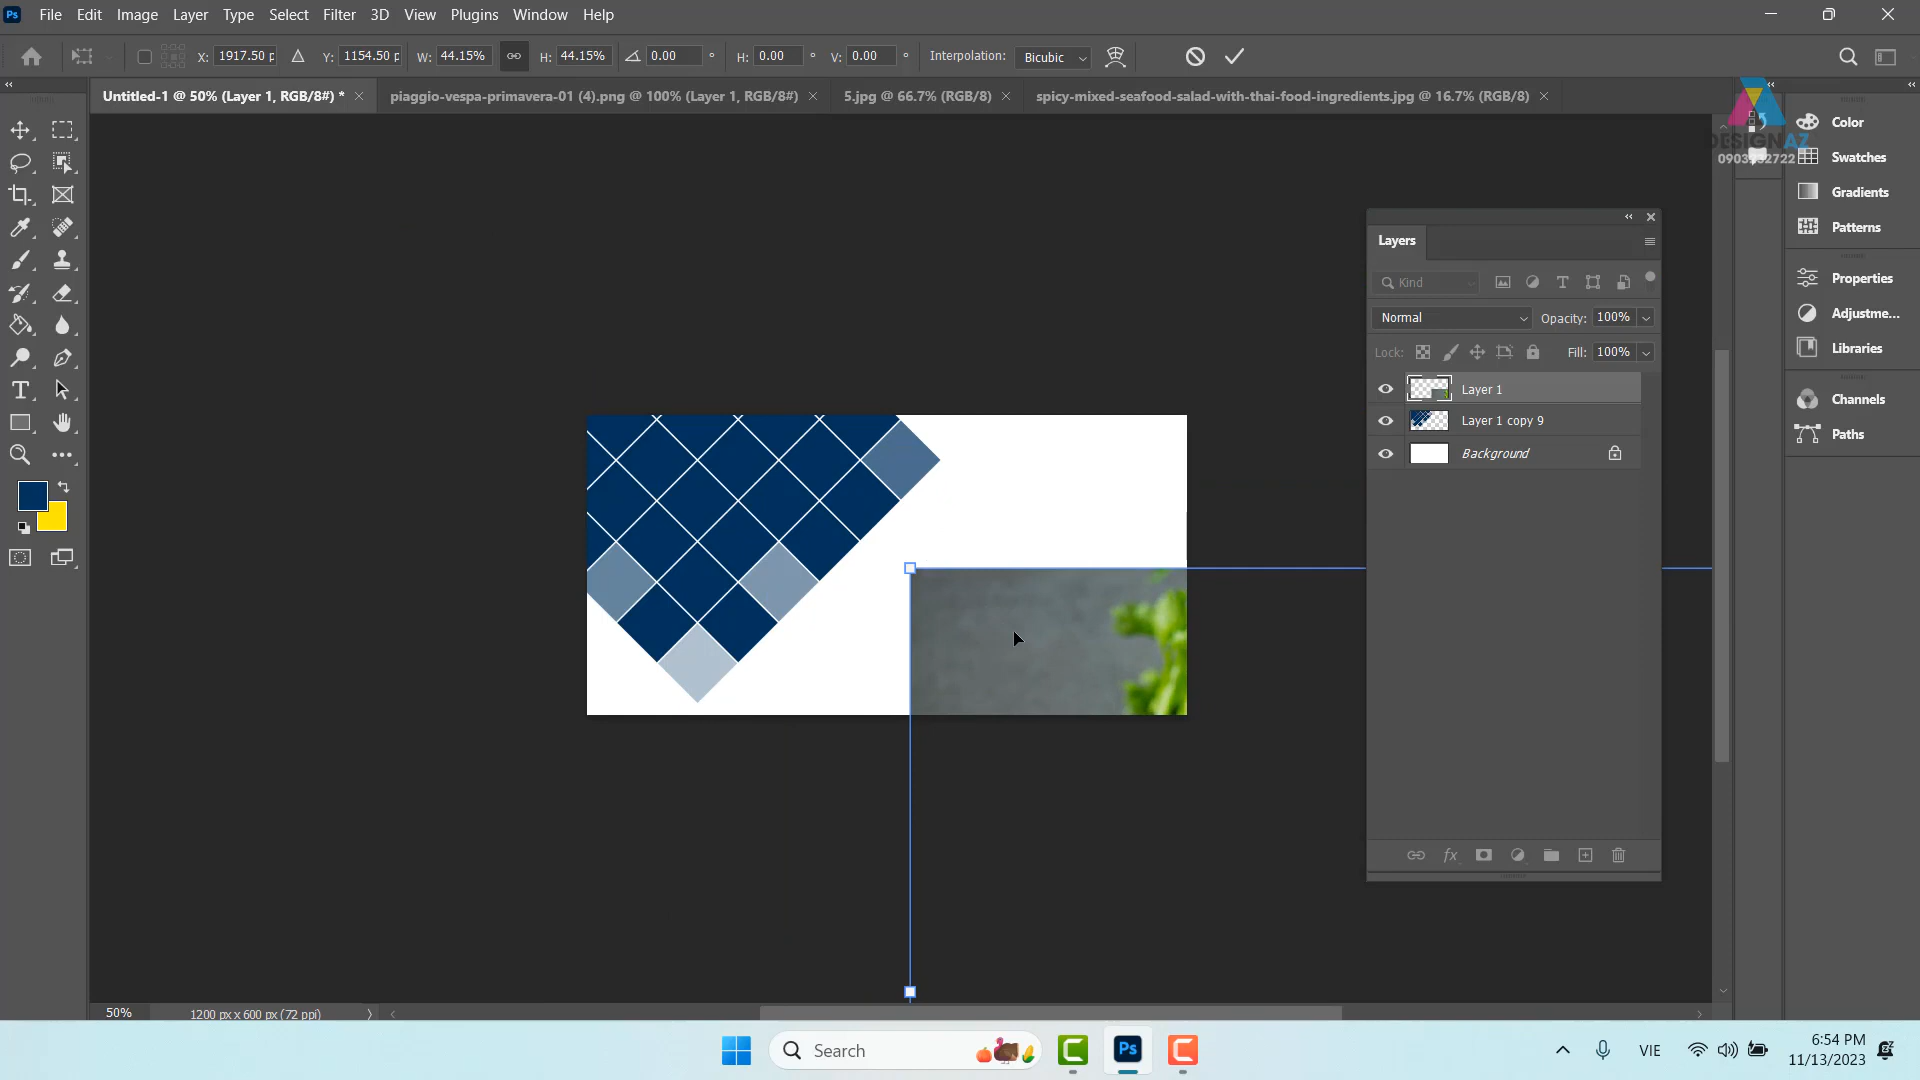 File Edit Image Layer Type Select Filter 3D View Plugins Window Help
X: 1917.50 p Y: 1154.50 p W: 44.15% H: 44.15% 0.00 ° H: 0.00 ° V: 0.00 ° Interpolation: Bicubic
Untitled-1 @ 50% (Layer 1, RGB/8#) * piaggio-vespa-primavera-01 (4).png @ 100% (Layer 1, RGB/8#) 5.jpg @ 66.7% (RGB/8) spicy-mixed-seafood-salad-with-thai-food-ingredients.jpg @ 16.7% (RGB/8)
DESIGNAZ
Color
Swatches
Gradients
Patterns
Properties
Adjustme...
Libraries
Channels
Paths
Layers
Kind
Normal Opacity: 100%
Lock: Fill: 100%
Layer 1
Layer 1 copy 9
Background
fx
50% 1200 px x 600 px (72 ppi)
Search Ps VIE 6:54 PM
11/13/2023